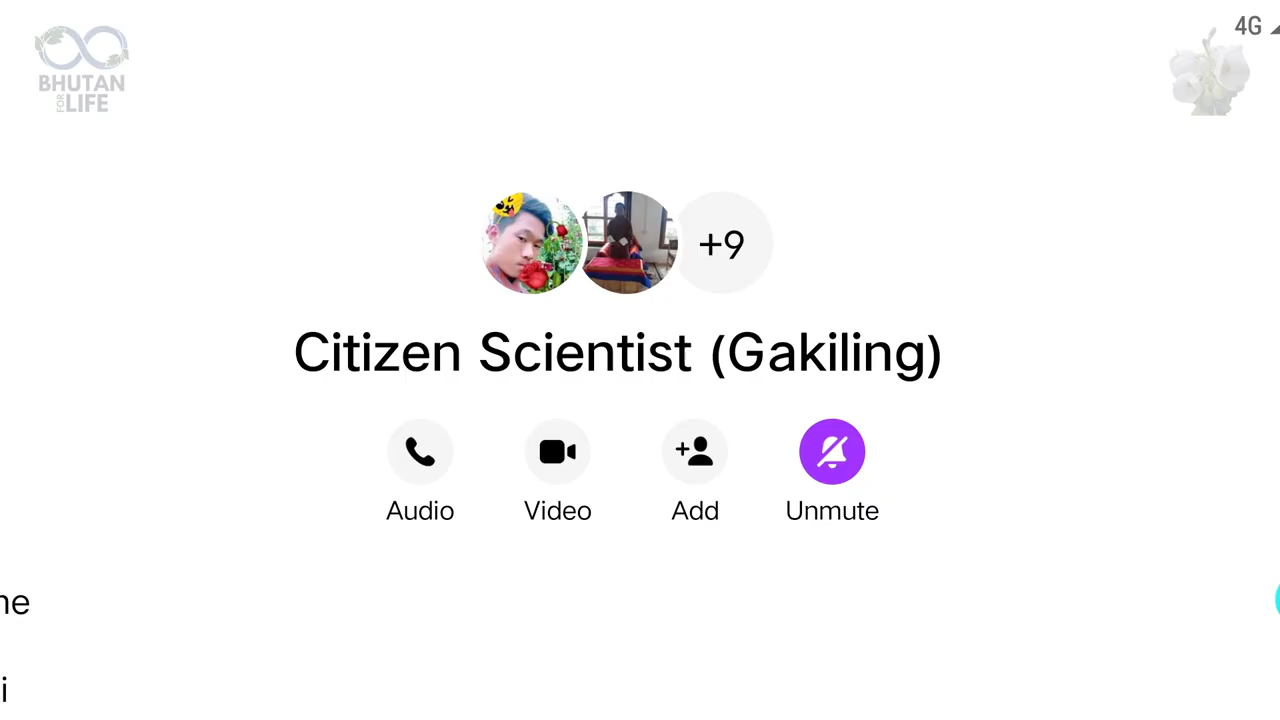 4G
BHUTAN
FOR
LIFE
+9
Citizen Scientist (Gakiling)
Audio
Video
Add
Unmute